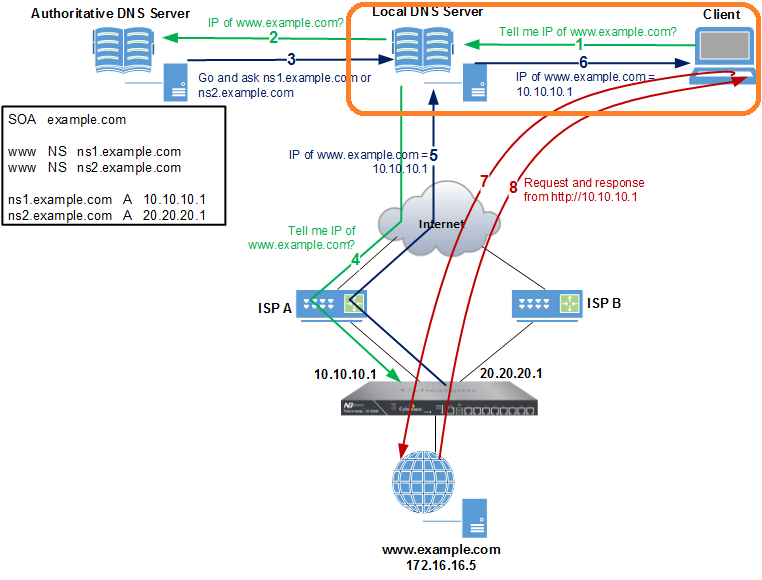 Authoritative DNS Server
Local DNS Server
Client
IP of www.example.com?
2
Tell me IP of www.example.com?
1
3
6
Go and ask ns1.example.com or
ns2.example.com
IP of www.example.com =
10.10.10.1
SOA example.com
www NS ns1.example.com
www NS ns2.example.com
ns1.example.com A 10.10.10.1
ns2.example.com A 20.20.20.1
IP of www.example.com =
10.10.10.1
5
7
8
Request and response
from http://10.10.10.1
Internet
Tell me IP of
www.example.com?
4
ISP A
ISP B
10.10.10.1
20.20.20.1
Cyberoam
www.example.com
172.16.16.5